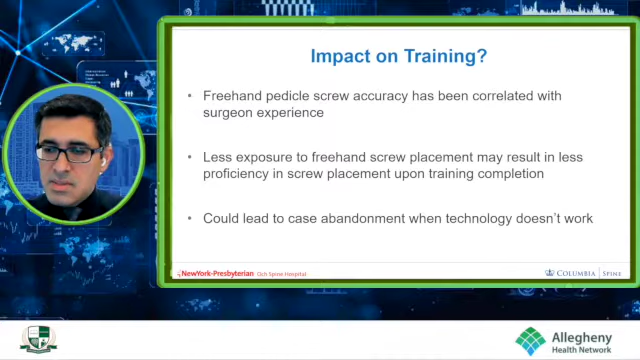 Impact on Training?
• Freehand pedicle screw accuracy has been correlated with
surgeon experience
• Less exposure to freehand screw placement may result in less
proficiency in screw placement upon training completion
• Could lead to case abandonment when technology doesn't work
NewYork-Presbyterian Och Spine Hospital
COLUMBIA | SPINE
Allegheny
Health Network